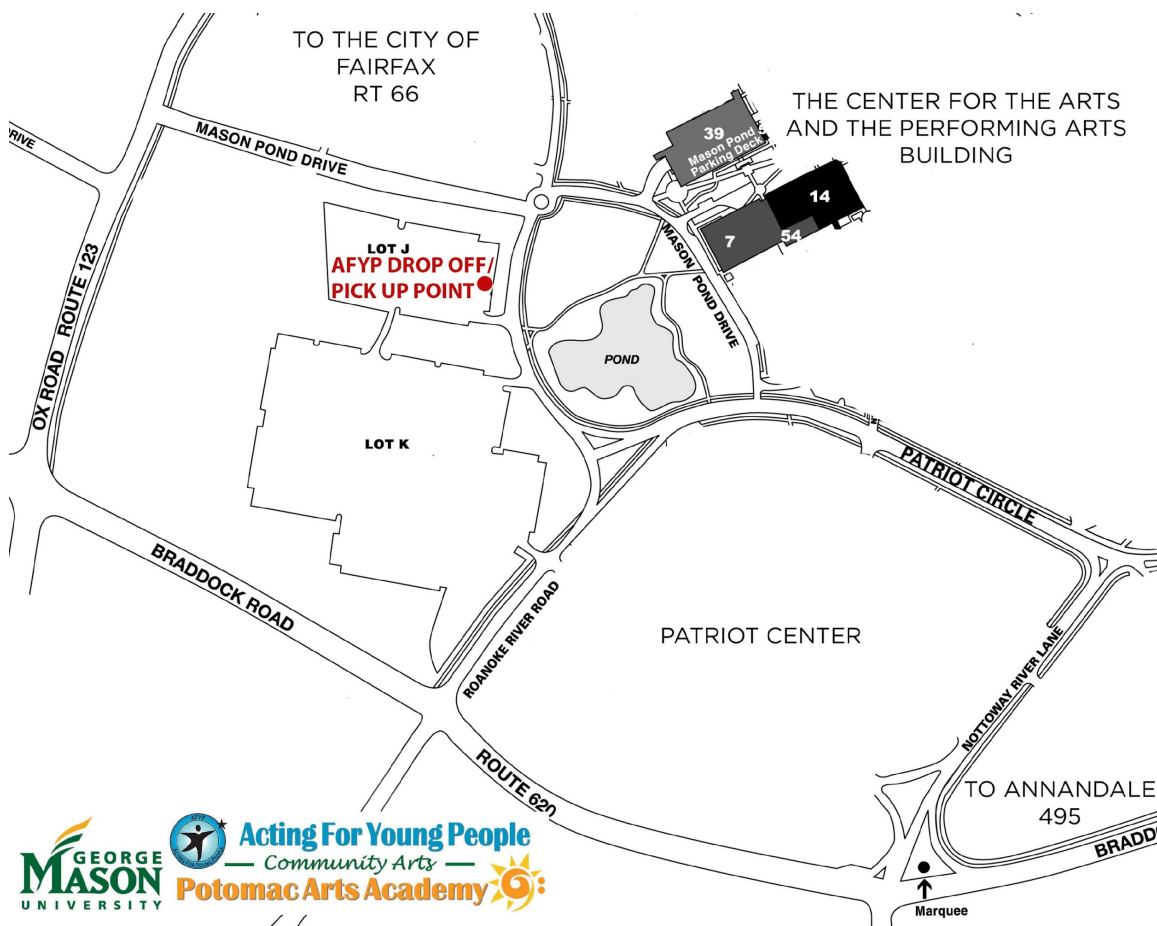 TO THE CITY OF
FAIRFAX
RT 66
THE CENTER FOR THE ARTS
AND THE PERFORMING ARTS
BUILDING
39
Mason Pond
Parking Deck
14
7
54
DRIVE
MASON POND DRIVE
MASON POND DRIVE
LOT J
AFYP DROP OFF/
PICK UP POINT
OX ROAD ROUTE 123
POND
LOT K
PATRIOT CIRCLE
BRADDOCK ROAD
ROANOKE RIVER ROAD
PATRIOT CENTER
NOTTOWAY RIVER LANE
ROUTE 620
TO ANNANDALE
495
BRADDO
Marquee
GEORGE
MASON
UNIVERSITY
AFYP
Acting For Young People
Community Arts
Potomac Arts Academy